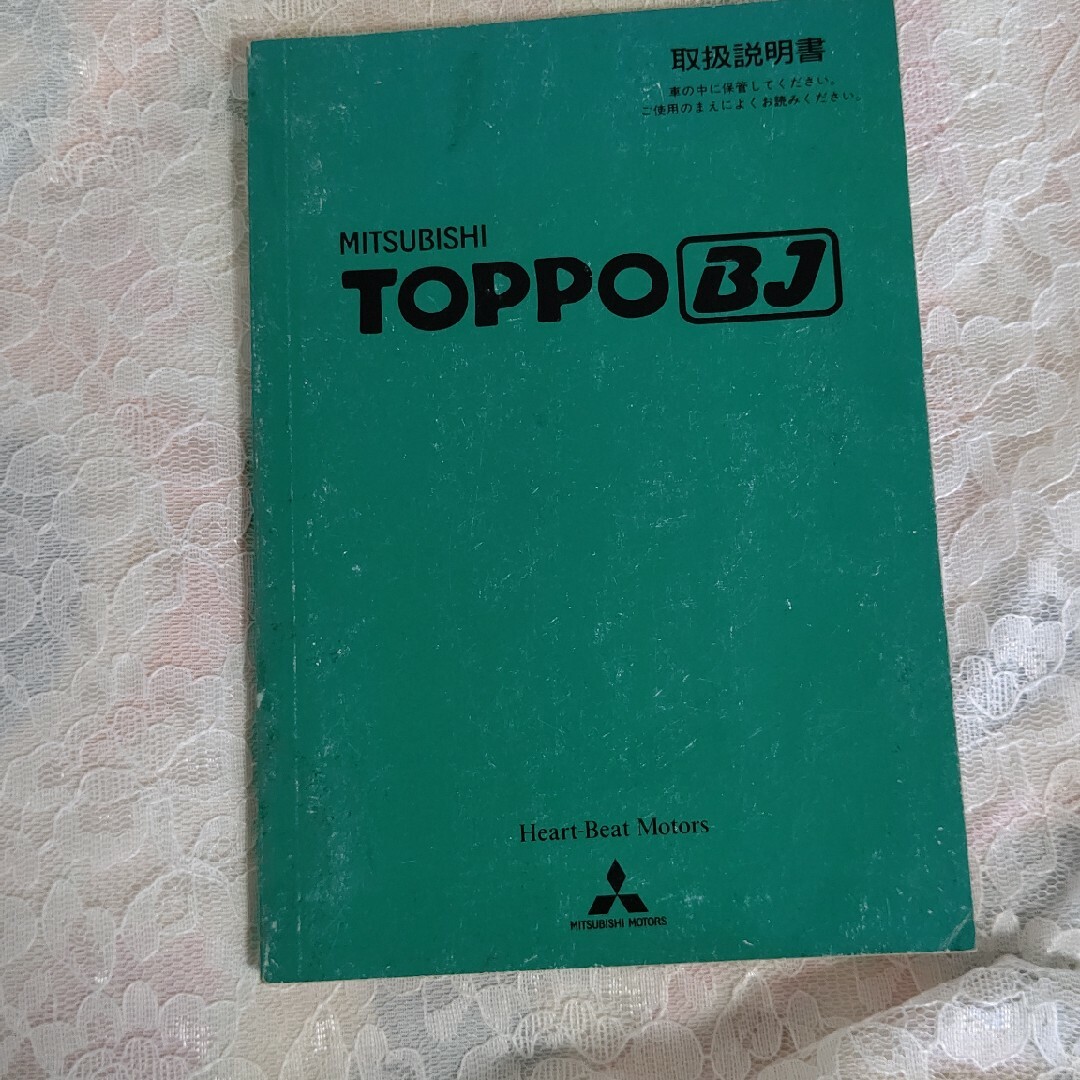 取扱説明書
車の中に保管してください。
ご使用のまえによくお読みください。
MITSUBISHI
TOPPO BJ
Heart-Beat Motors
MITSUBISHI MOTORS